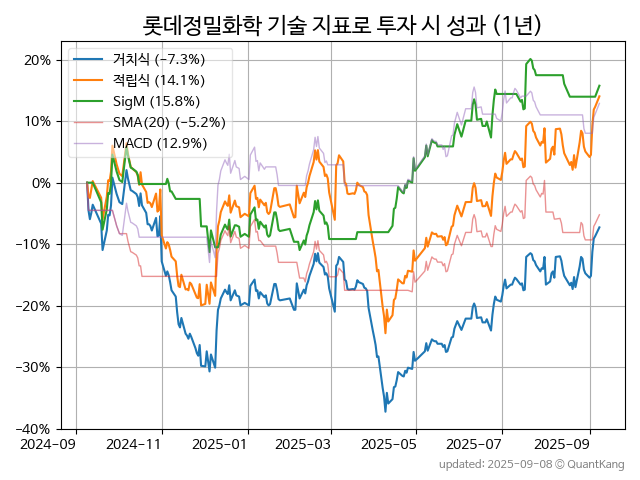 롯데정밀화학 기술 지표로 투자 시 성과 (1년)
거치식 (−7.3%)
적립식 (14.1%)
SigM (15.8%)
SMA(20) (−5.2%)
MACD (12.9%)
20%
10%
0%
−10%
−20%
−30%
−40%
2024-09 2024-11 2025-01 2025-03 2025-05 2025-07 2025-09
updated: 2025-09-08 © QuantKang